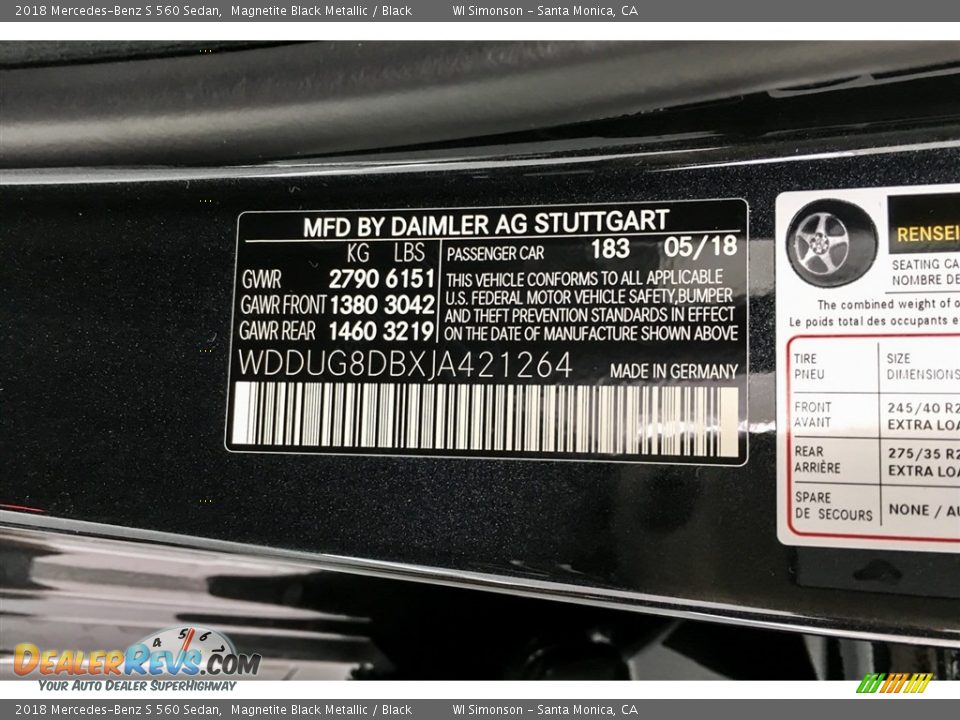 2018 Mercedes-Benz S 560 Sedan, Magnetite Black Metallic / Black WI Simonson - Santa Monica, CA
MFD BY DAIMLER AG STUTTGART
KG LBS
GVWR 2790 6151
GAWR FRONT 1380 3042
GAWR REAR 1460 3219
PASSENGER CAR 183 05/18
THIS VEHICLE CONFORMS TO ALL APPLICABLE
U.S. FEDERAL MOTOR VEHICLE SAFETY,BUMPER
AND THEFT PREVENTION STANDARDS IN EFFECT
ON THE DATE OF MANUFACTURE SHOWN ABOVE
WDDUG8DBXJA421264 MADE IN GERMANY
RENSEI
SEATING CA
NOMBRE DE
The combined weight of o
Le poids total des occupants e
TIRE SIZE
PNEU DIMENSIONS
FRONT 245/40 R2
AVANT EXTRA LOA
REAR 275/35 R2
ARRIÈRE EXTRA LOA
SPARE
DE SECOURS NONE / AU
4 5 6
DealerRevs.com
Your Auto Dealer SuperHighway
2018 Mercedes-Benz S 560 Sedan, Magnetite Black Metallic / Black WI Simonson - Santa Monica, CA